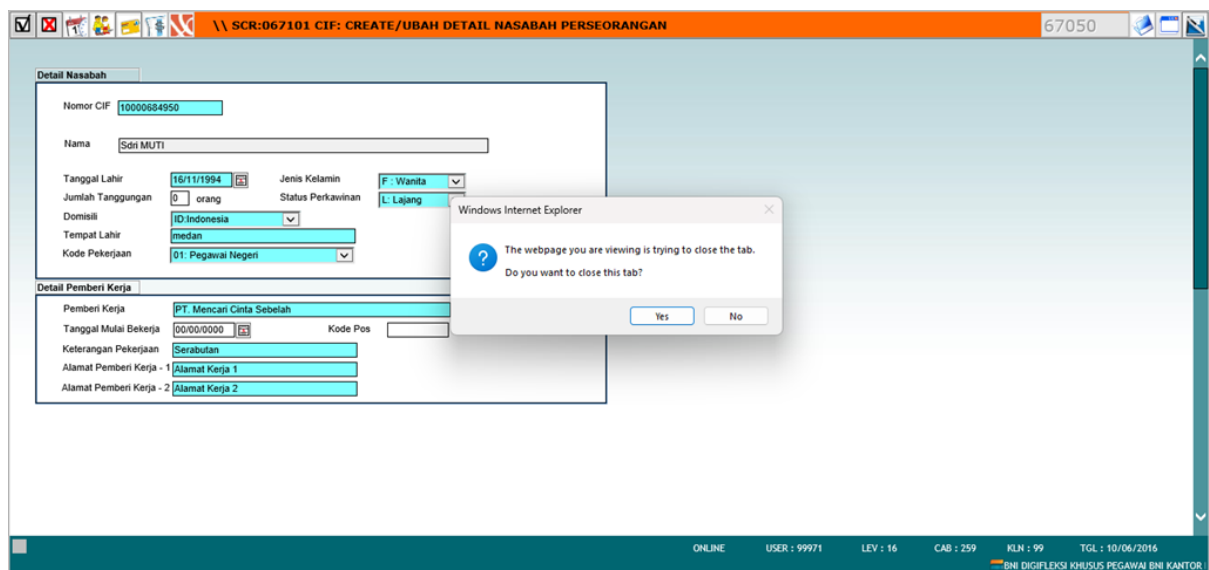 \\ SCR:067101 CIF: CREATE/UBAH DETAIL NASABAH PERSEORANGAN 67050
Detail Nasabah
Nomor CIF 10000684950
Nama Sdri MUTI
Tanggal Lahir 16/11/1994 Jenis Kelamin F : Wanita
Jumlah Tanggungan 0 orang Status Perkawinan L: Lajang
Domisili ID:Indonesia
Tempat Lahir medan
Kode Pekerjaan 01: Pegawai Negeri
Windows Internet Explorer
The webpage you are viewing is trying to close the tab.
Do you want to close this tab?
Yes No
Detail Pemberi Kerja
Pemberi Kerja PT. Mencari Cinta Sebelah
Tanggal Mulai Bekerja 00/00/0000 Kode Pos
Keterangan Pekerjaan Serabutan
Alamat Pemberi Kerja - 1 Alamat Kerja 1
Alamat Pemberi Kerja - 2 Alamat Kerja 2
ONLINE USER : 99971 LEV : 16 CAB : 259 KLN : 99 TGL : 10/06/2016
BNI DIGIFLEKSI KHUSUS PEGAWAI BNI KANTOR